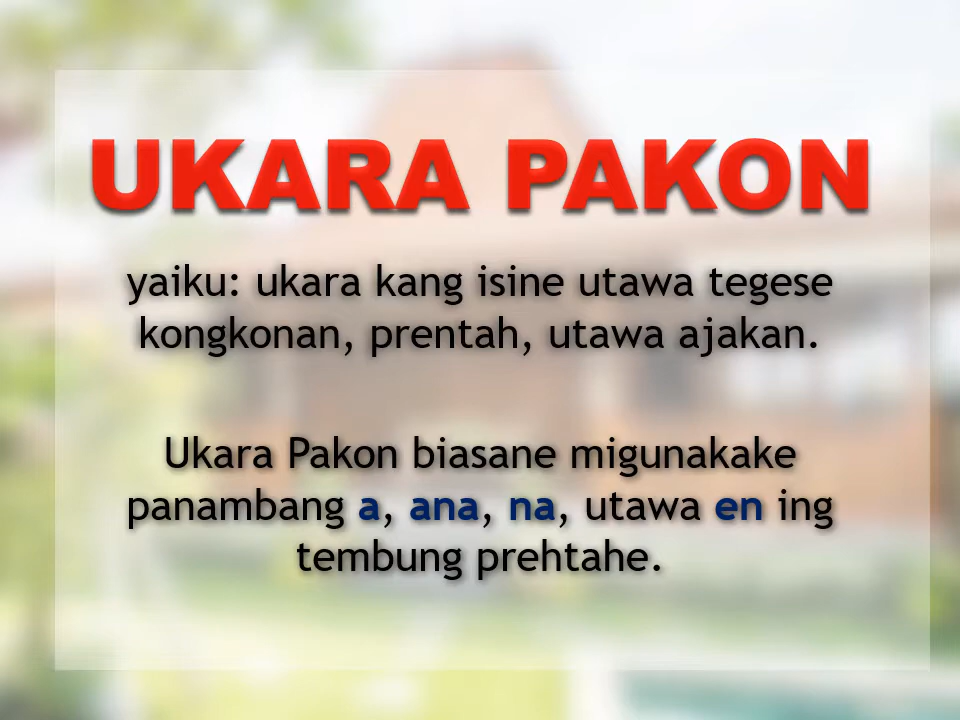 UKARA PAKON
yaiku: ukara kang isine utawa tegese
kongkonan, prentah, utawa ajakan.
Ukara Pakon biasane migunakake
panambang a, ana, na, utawa en ing
tembung prehtahe.